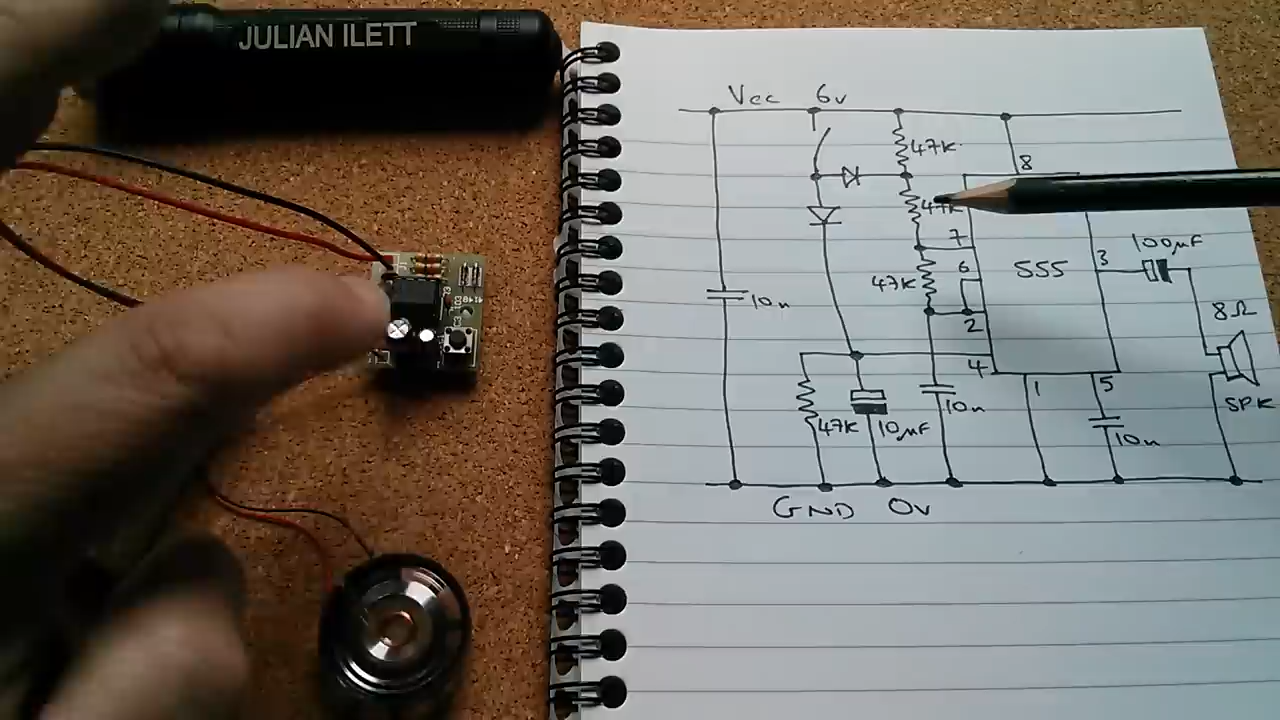 JULIAN ILETT
Vcc 6v
47K
8
47K
7
100µF
6
555
3
47K
10n
8Ω
2
4
1
5
SPK
47K
10µF
10n
10n
GND 0v